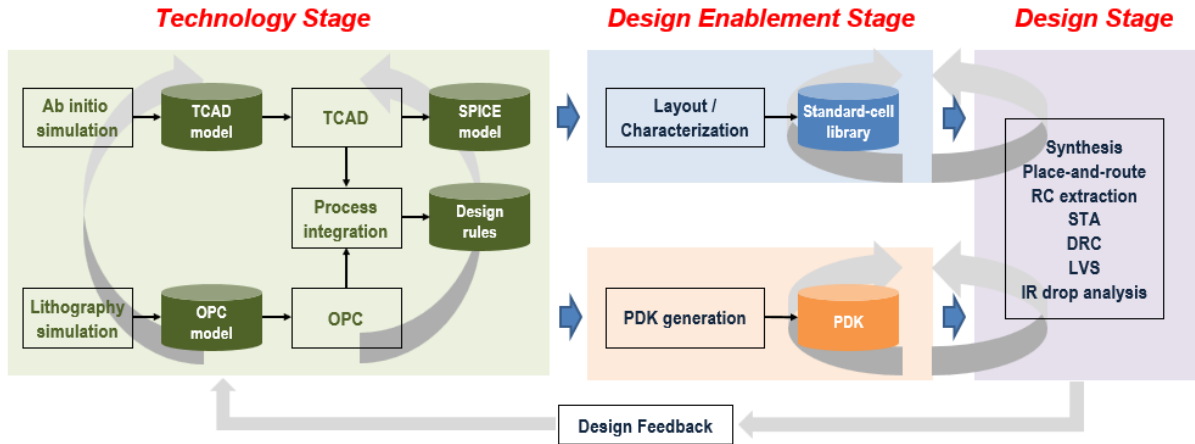 Technology Stage
Design Enablement Stage
Design Stage
Ab initio
simulation
TCAD
model
TCAD
SPICE
model
Process
integration
Design
rules
Lithography
simulation
OPC
model
OPC
Layout /
Characterization
Standard-cell
library
PDK generation
PDK
Synthesis
Place-and-route
RC extraction
STA
DRC
LVS
IR drop analysis
Design Feedback